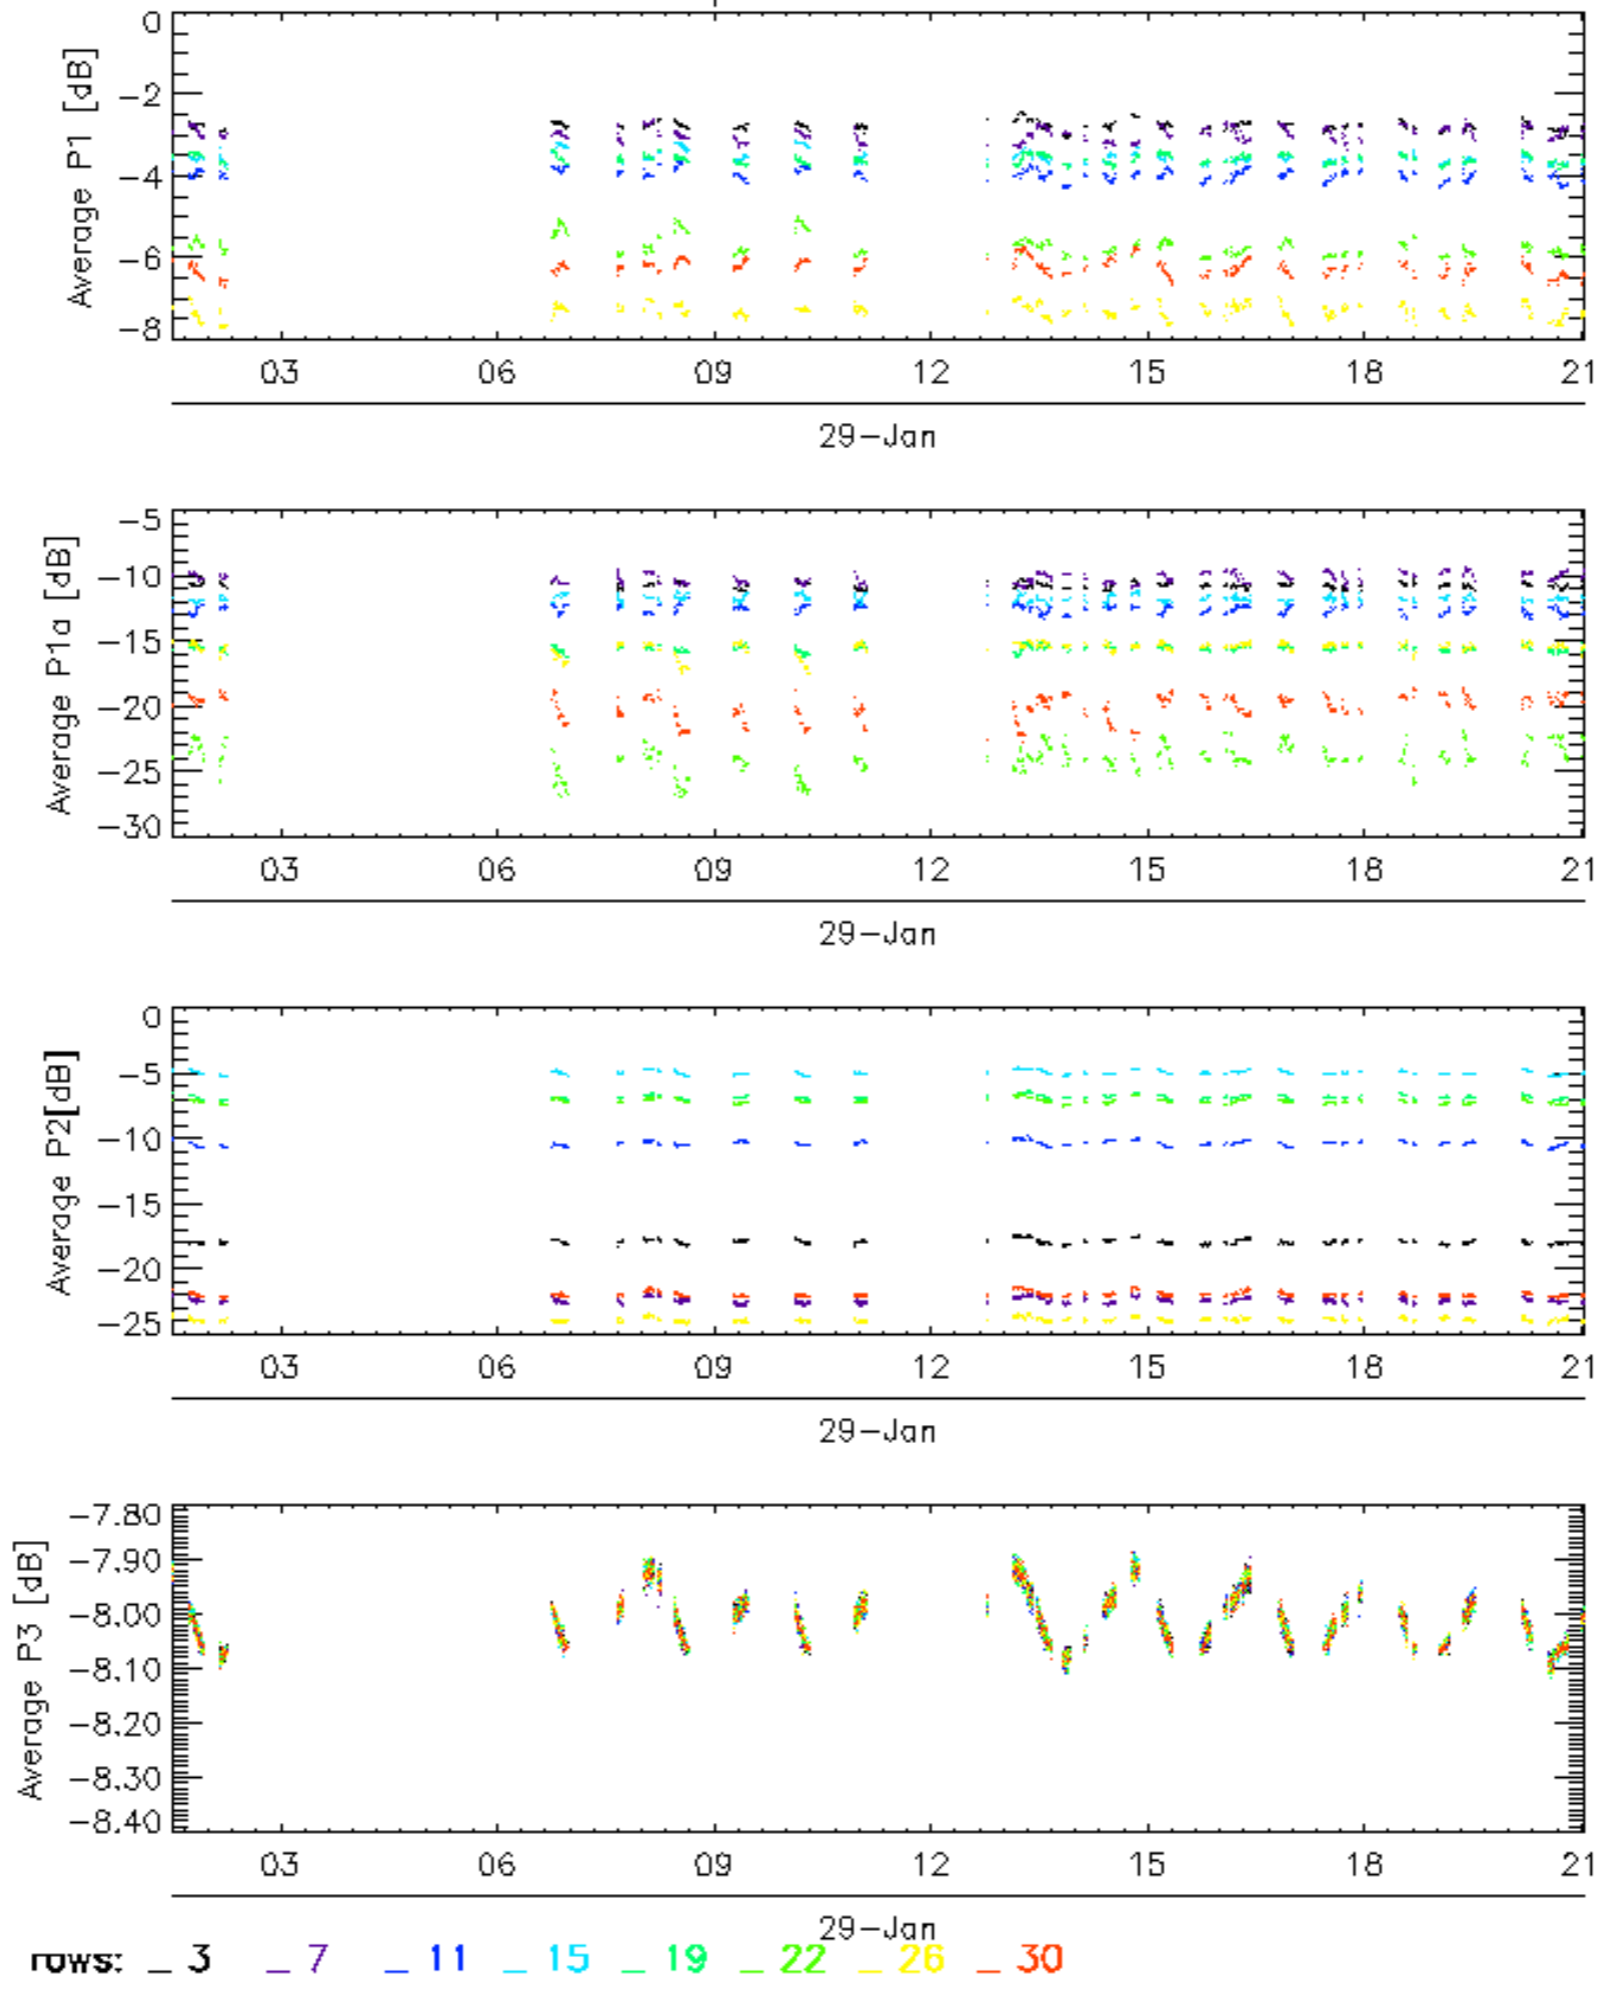 Average P1 [dB]
0
-2
-4
-6
-8
03 06 09 12 15 18 21
29-Jan
Average P1a [dB]
-5
-10
-15
-20
-25
-30
03 06 09 12 15 18 21
29-Jan
Average P2[dB]
0
-5
-10
-15
-20
-25
03 06 09 12 15 18 21
29-Jan
Average P3 [dB]
-7.80
-7.90
-8.00
-8.10
-8.20
-8.30
-8.40
03 06 09 12 15 18 21
29-Jan
rows: _ 3 _ 7 _ 11 _ 15 _ 19 _ 22 _ 26 _ 30